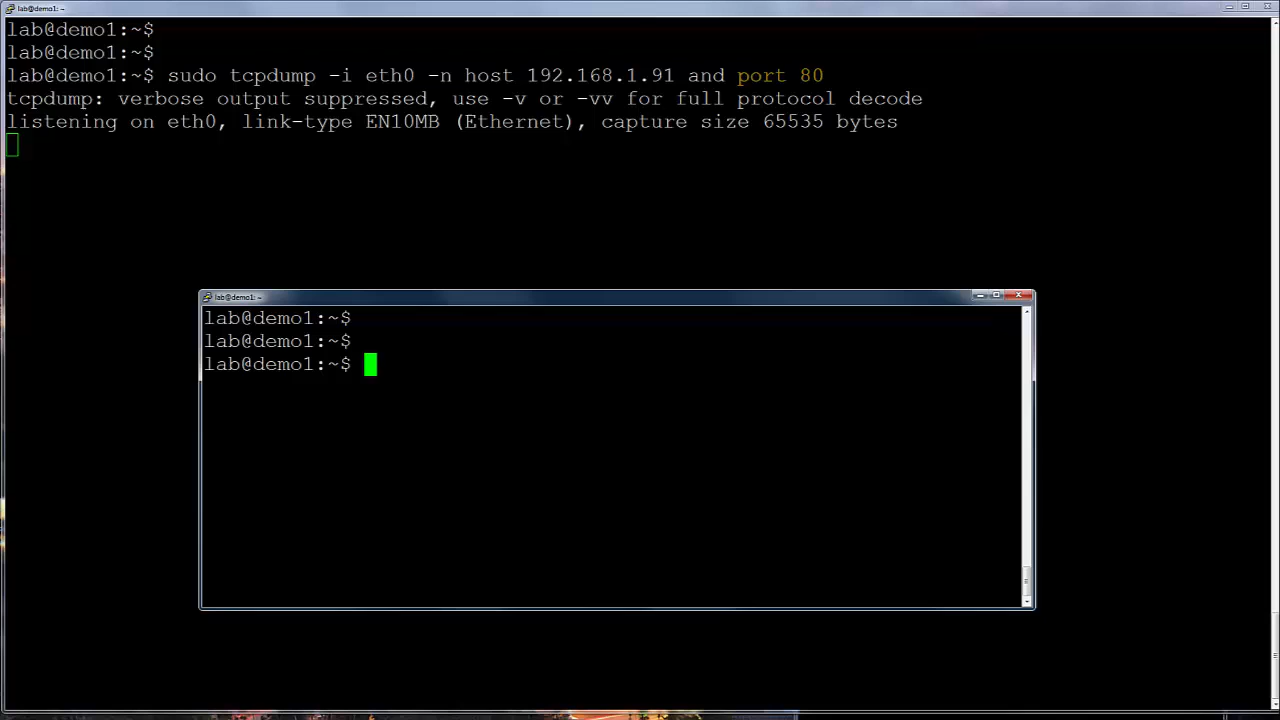 lab@demo1: ~
lab@demo1:~$
lab@demo1:~$
lab@demo1:~$ sudo tcpdump -i eth0 -n host 192.168.1.91 and port 80
tcpdump: verbose output suppressed, use -v or -vv for full protocol decode
listening on eth0, link-type EN10MB (Ethernet), capture size 65535 bytes
lab@demo1: ~
lab@demo1:~$
lab@demo1:~$
lab@demo1:~$